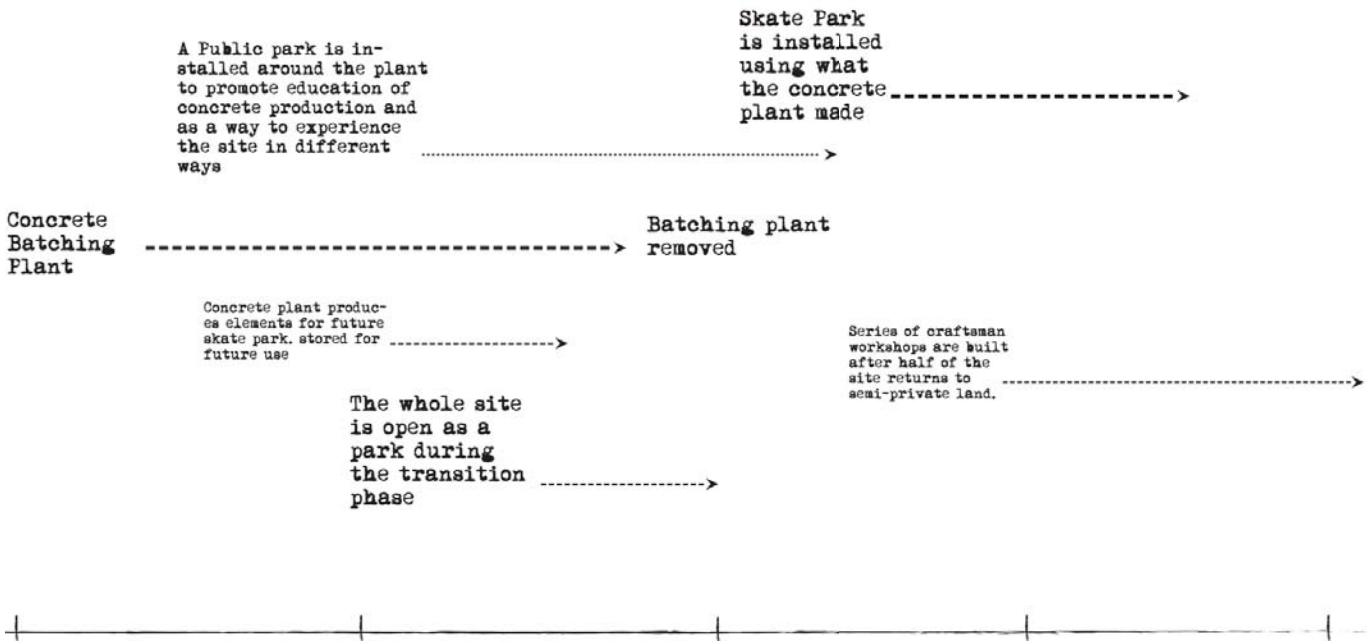 A Public park is in-
stalled around the plant
to promote education of
concrete production and
as a way to experience
the site in different
ways
Skate Park
is installed
using what
the concrete
plant made
Concrete
Batching
Plant
Batching plant
removed
Concrete plant produc-
es elements for future
skate park. stored for
future use
Series of craftsman
workshops are built
after half of the
site returns to
semi-private land.
The whole site
is open as a
park during
the transition
phase